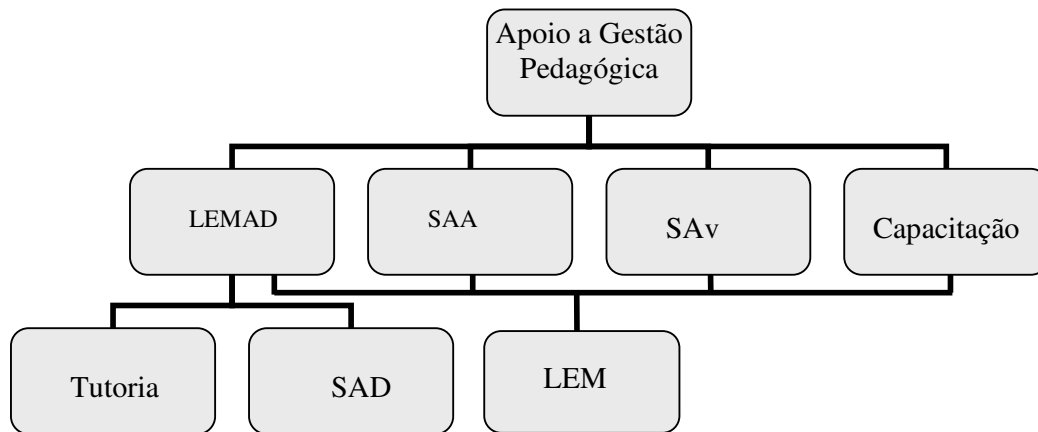 Apoio a Gestão
Pedagógica
LEMAD
SAA
SAv
Capacitação
Tutoria
SAD
LEM